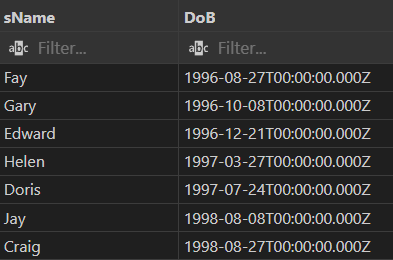 sName DoB
abc Filter... abc Filter...
Fay 1996-08-27T00:00:00.000Z
Gary 1996-10-08T00:00:00.000Z
Edward 1996-12-21T00:00:00.000Z
Helen 1997-03-27T00:00:00.000Z
Doris 1997-07-24T00:00:00.000Z
Jay 1998-08-08T00:00:00.000Z
Craig 1998-08-27T00:00:00.000Z